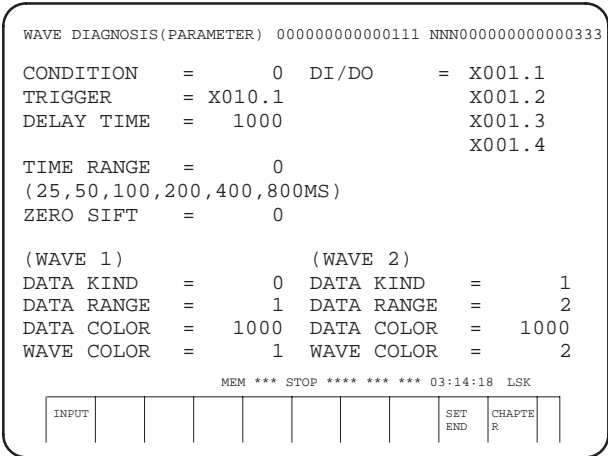 WAVE DIAGNOSIS(PARAMETER) 000000000000111 NNN000000000000333
CONDITION = 0 DI/DO = X001.1
TRIGGER = X010.1 X001.2
DELAY TIME = 1000 X001.3
X001.4
TIME RANGE = 0
(25,50,100,200,400,800MS)
ZERO SIFT = 0
(WAVE 1) (WAVE 2)
DATA KIND = 0 DATA KIND = 1
DATA RANGE = 1 DATA RANGE = 2
DATA COLOR = 1000 DATA COLOR = 1000
WAVE COLOR = 1 WAVE COLOR = 2
MEM *** STOP **** *** *** 03:14:18 LSK
INPUT SET CHAPTE
END R